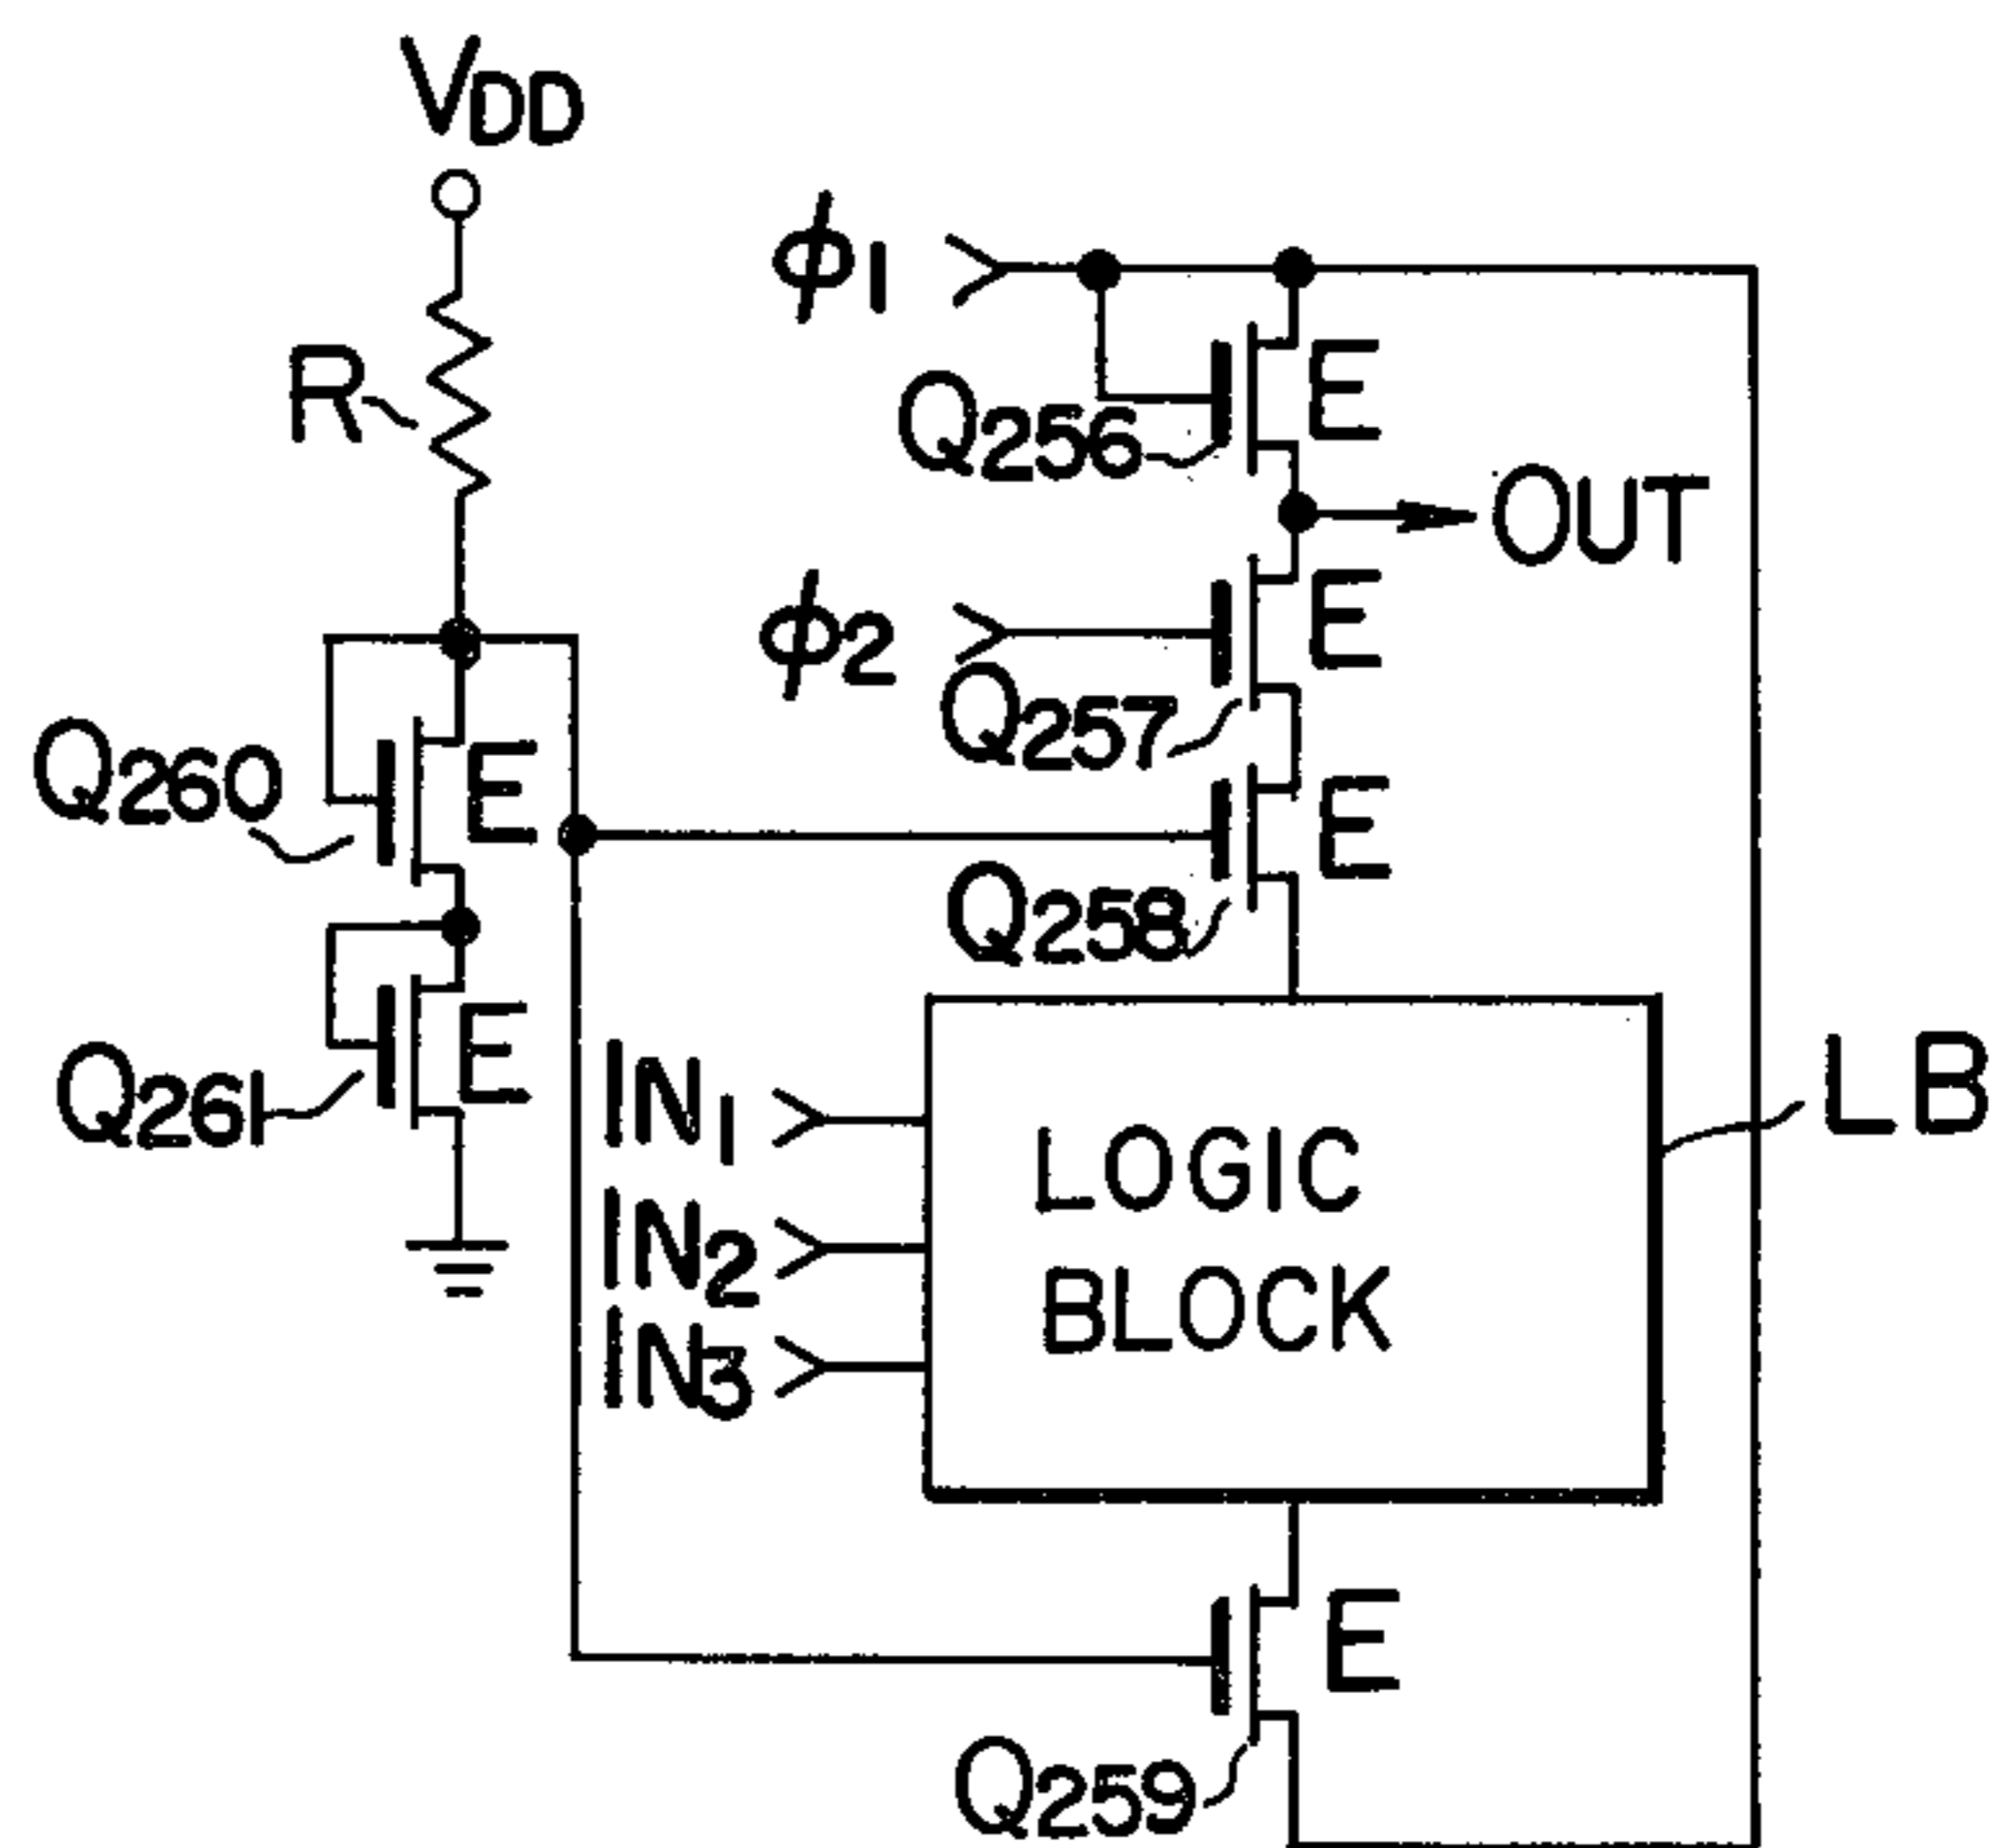 VDD
ϕ1
R
Q256
E
OUT
ϕ2
E
Q257
Q260
E
E
Q258
Q261
E
IN1
LOGIC
LB
IN2
BLOCK
IN3
E
Q259